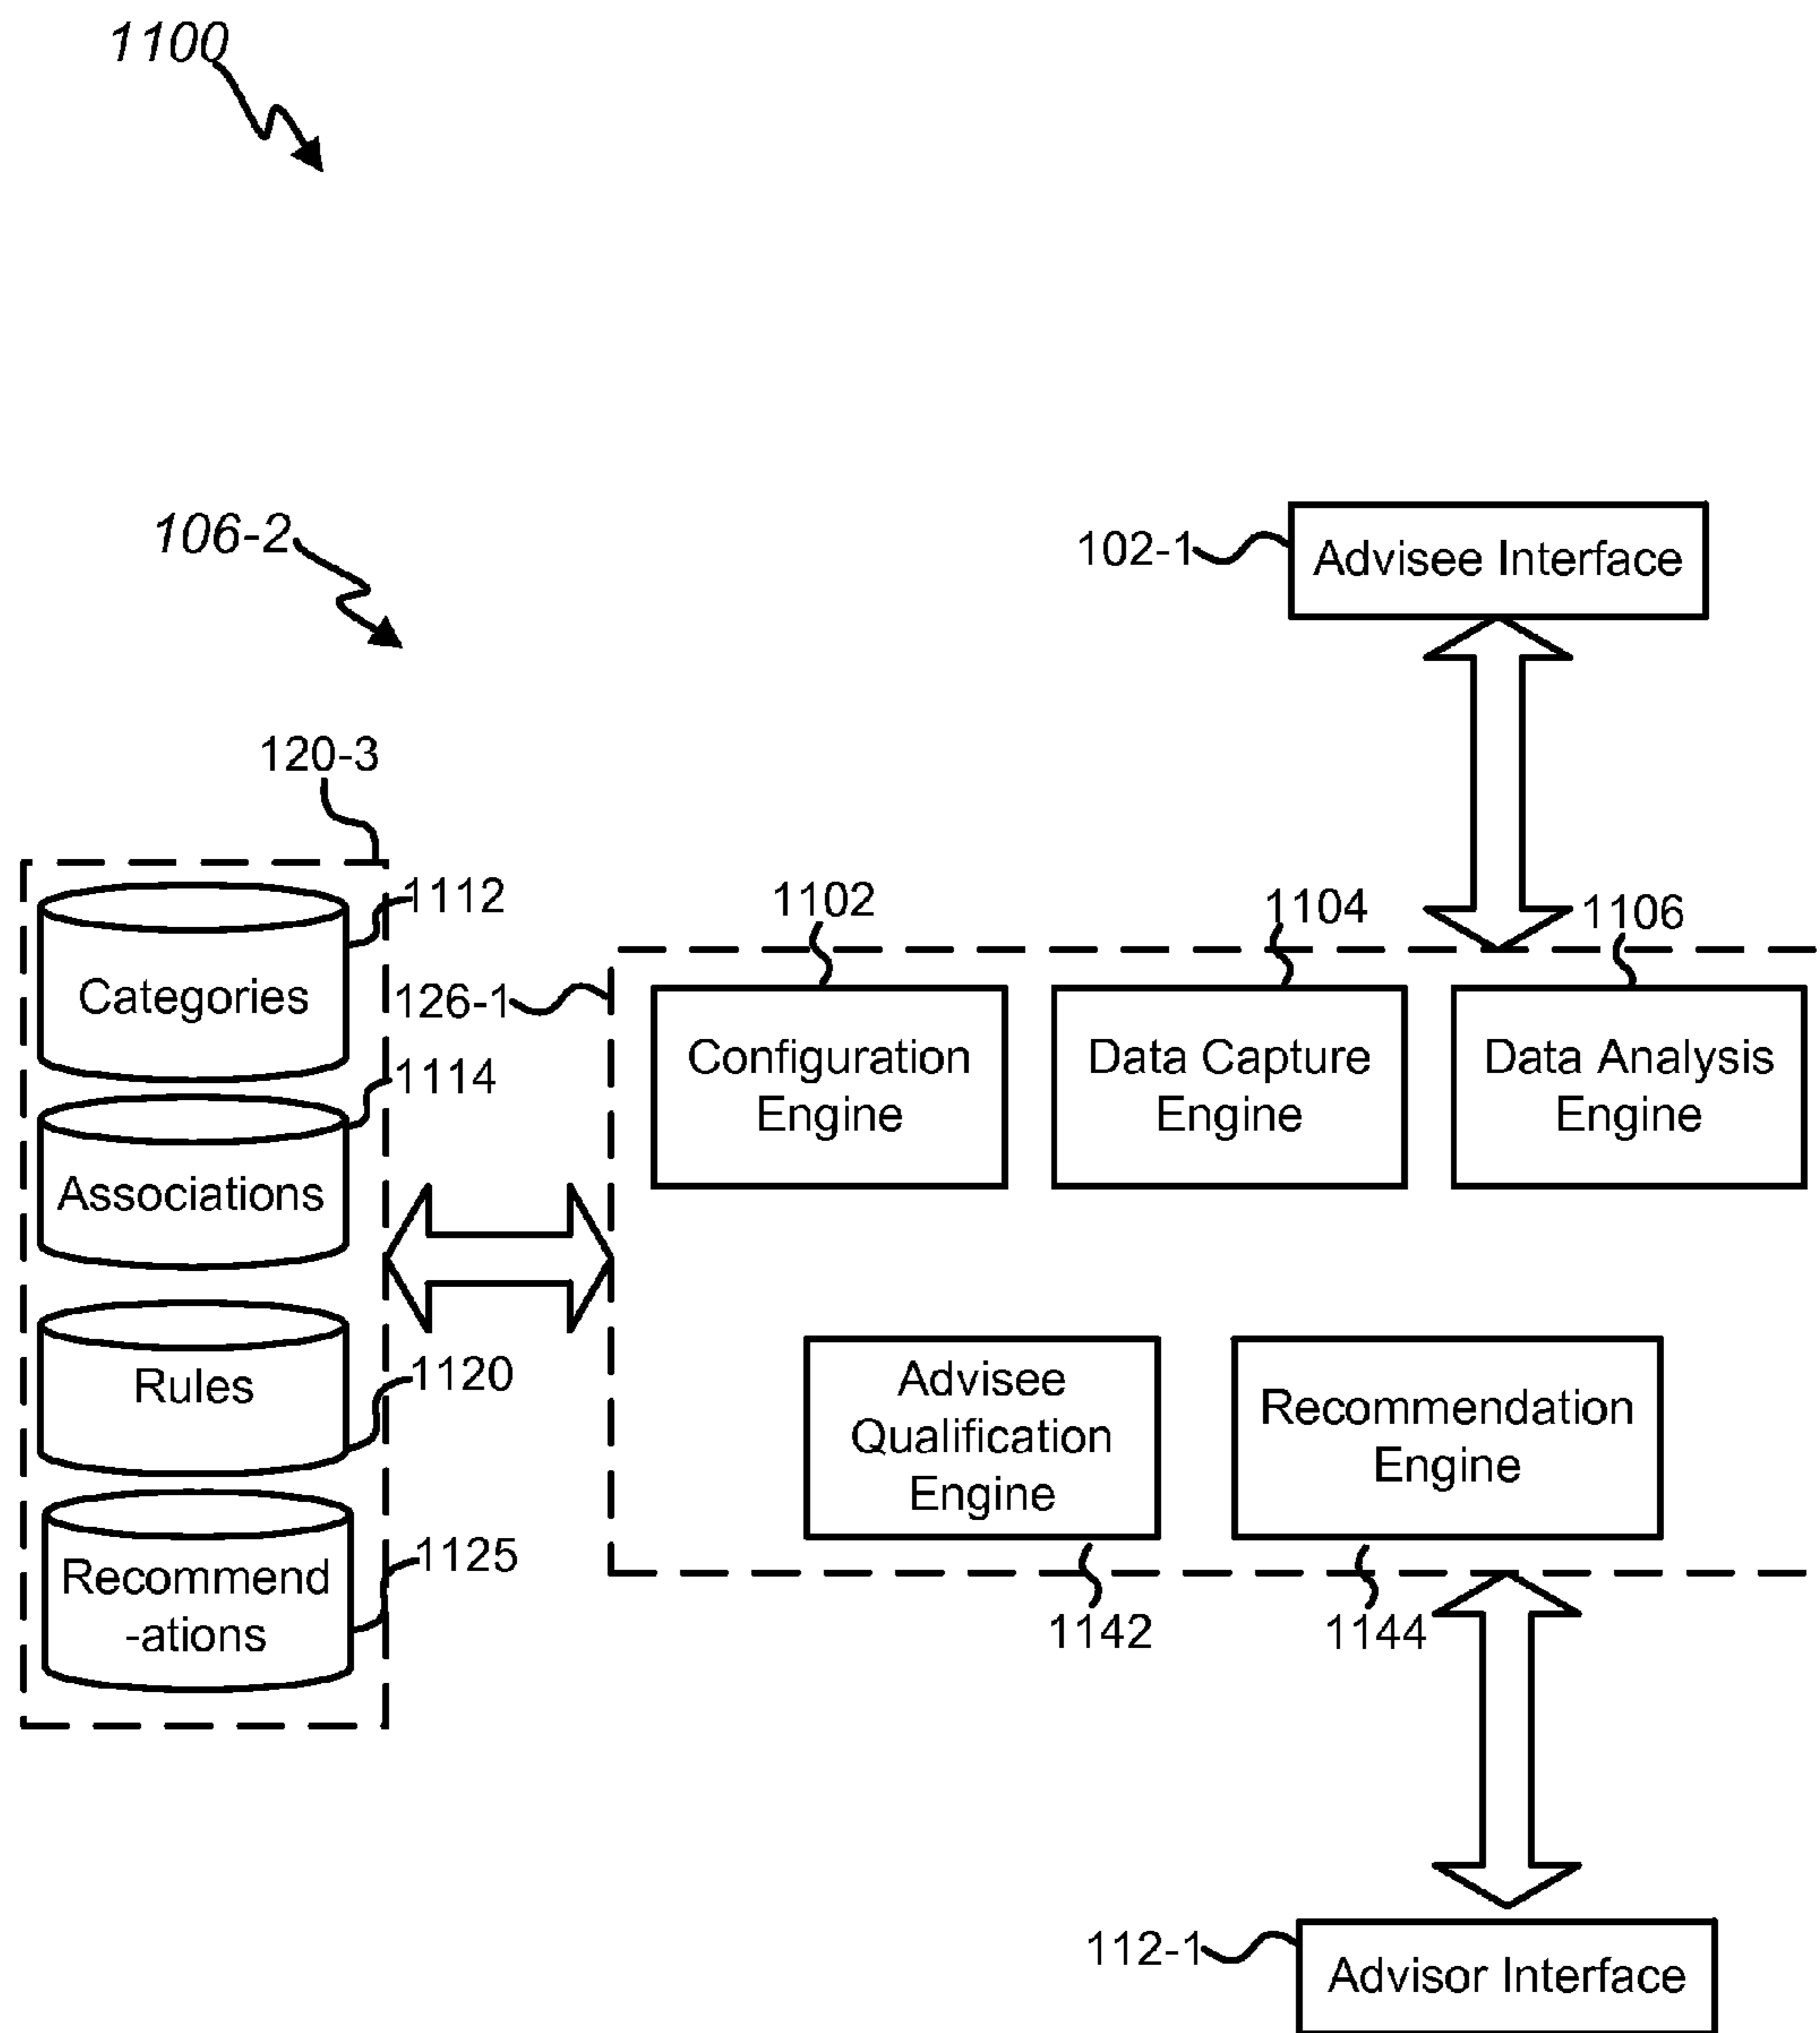 1100
106-2
102-1
Advisee Interface
120-3
1112
1102
1104
1106
Categories
126-1
Configuration
Engine
Data Capture
Engine
Data Analysis
Engine
1114
Associations
Rules
1120
Advisee
Qualification
Engine
Recommendation
Engine
Recommend
-ations
1125
1142
1144
112-1
Advisor Interface